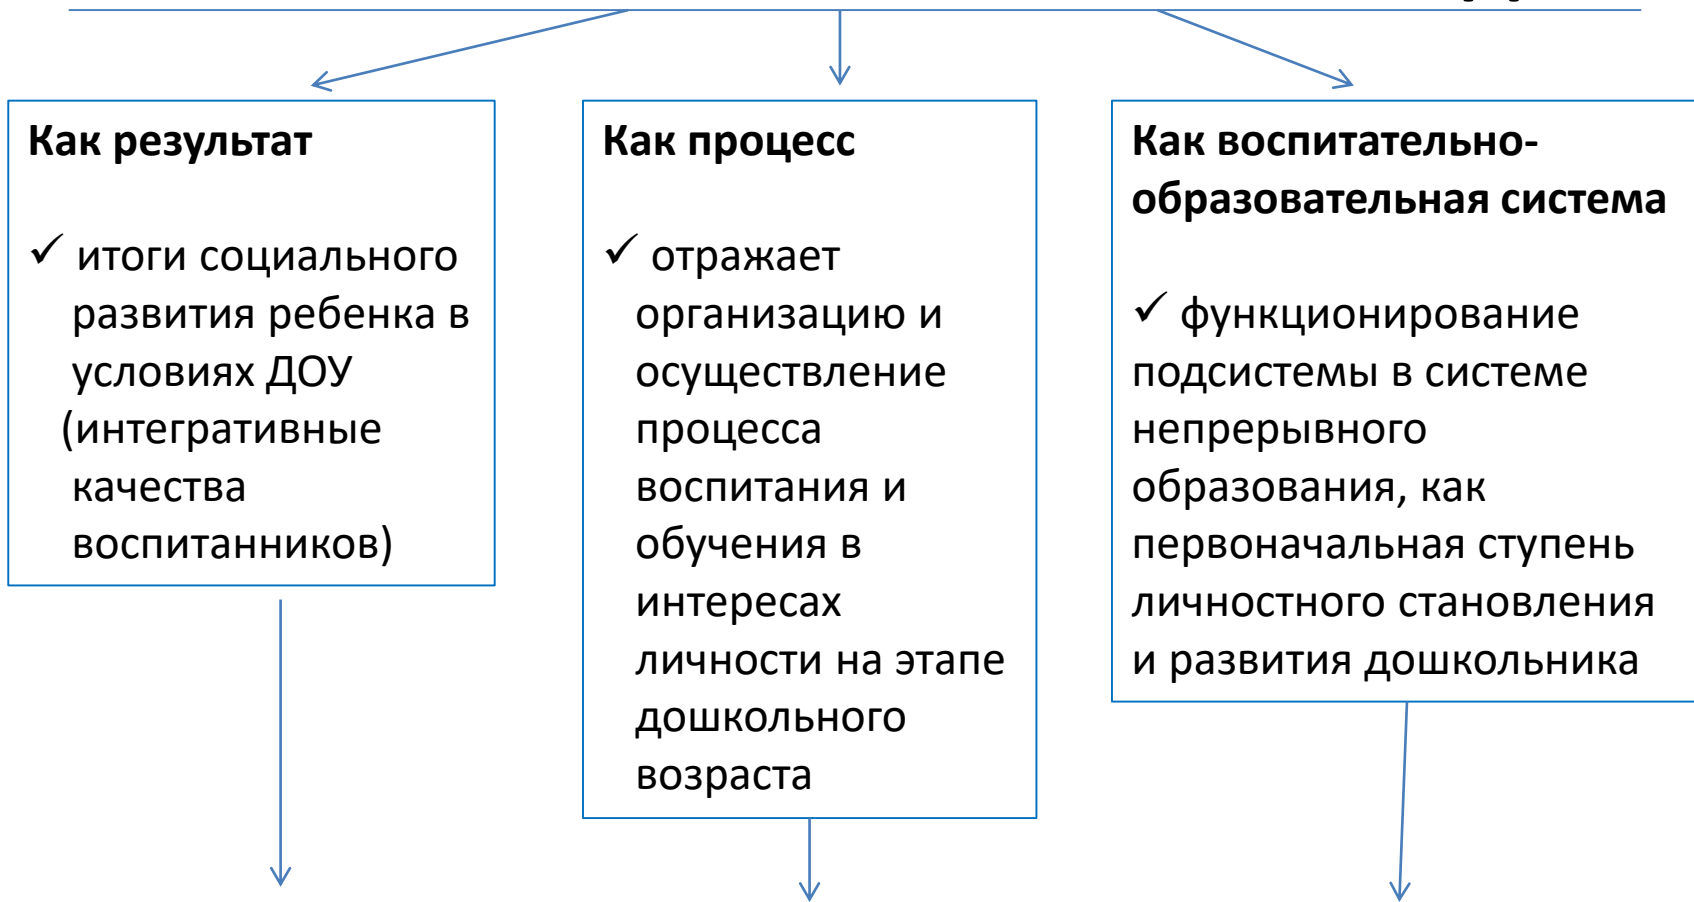 Как результат
✓ итоги социального
развития ребенка в
условиях ДОУ
(интегративные
качества
воспитанников)
Как процесс
✓ отражает
организацию и
осуществление
процесса
воспитания и
обучения в
интересах
личности на этапе
дошкольного
возраста
Как воспитательно-
образовательная система
✓ функционирование
подсистемы в системе
непрерывного
образования, как
первоначальная ступень
личностного становления
и развития дошкольника